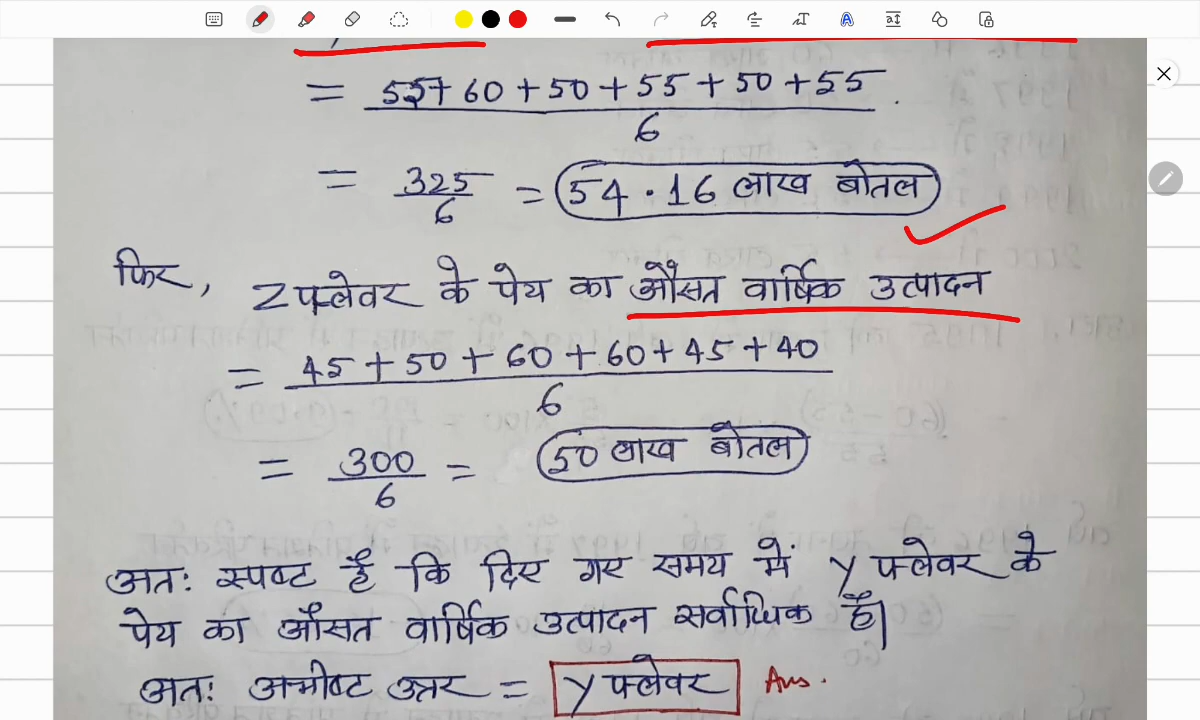 = 55+60+50+55+50+55 / 6
= 325/6 = 54.16 लाख बोतल
फिर, Z फ्लेवर के पेय का औसत वार्षिक उत्पादन
= 45+50+60+60+45+40 / 6
= 300/6 = 50 लाख बोतल
अतः स्पष्ट है कि दिए गए समय में Y फ्लेवर के
पेय का औसत वार्षिक उत्पादन सर्वाधिक है।
अतः अभीष्ट उत्तर = Y फ्लेवर Ans.